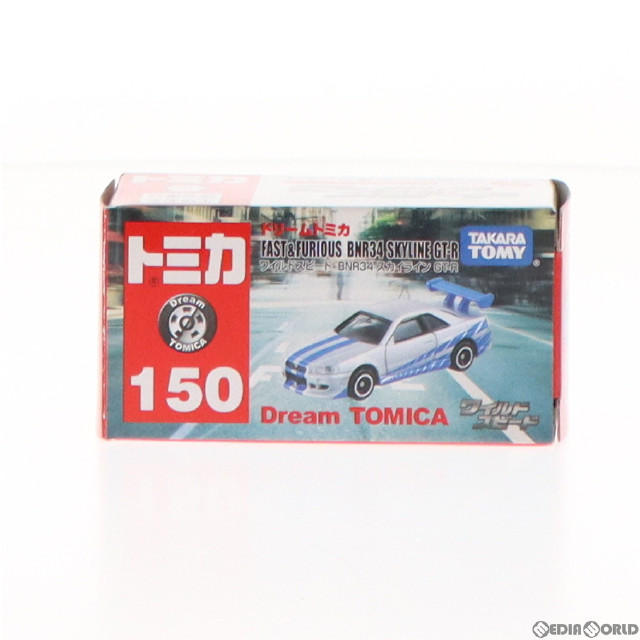 トミカ
Dream
TOMICA
150
ドリームトミカ
FAST & FURIOUS BNR34 SKYLINE GT-R
ワイルドスピード BNR34 スカイライン GT-R
TAKARA
TOMY
Dream TOMICA
ワイルド
スピード
MEDIAWORLD